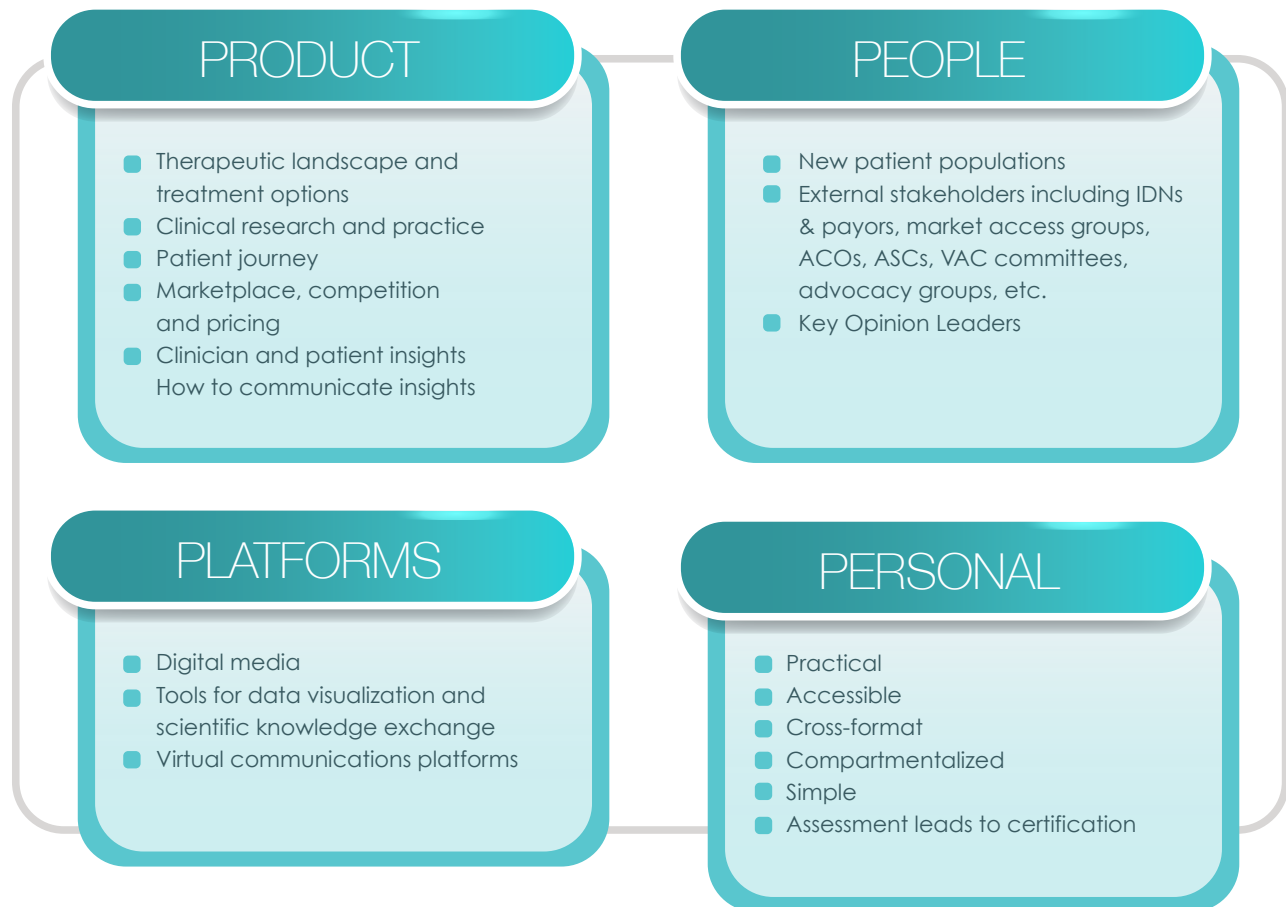 PRODUCT
Therapeutic landscape and
treatment options
Clinical research and practice
Patient journey
Marketplace, competition
and pricing
Clinician and patient insights
How to communicate insights
PEOPLE
New patient populations
External stakeholders including IDNs
& payors, market access groups,
ACOs, ASCs, VAC committees,
advocacy groups, etc.
Key Opinion Leaders
PLATFORMS
Digital media
Tools for data visualization and
scientific knowledge exchange
Virtual communications platforms
PERSONAL
Practical
Accessible
Cross-format
Compartmentalized
Simple
Assessment leads to certification